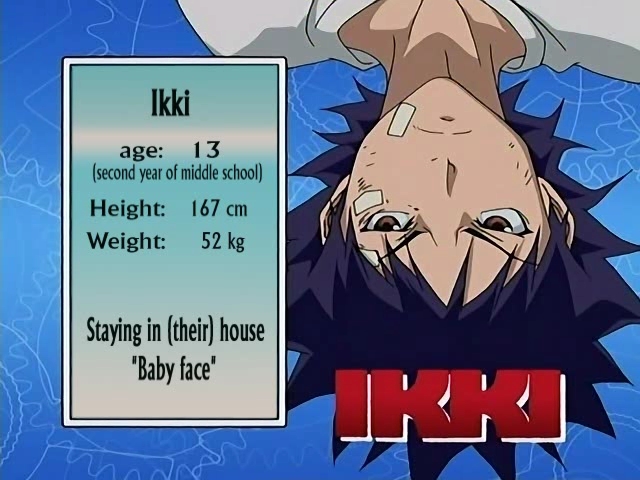 Ikki
age: 13
(second year of middle school)
Height: 167 cm
Weight: 52 kg
Staying in (their) house
"Baby face"
IKKI